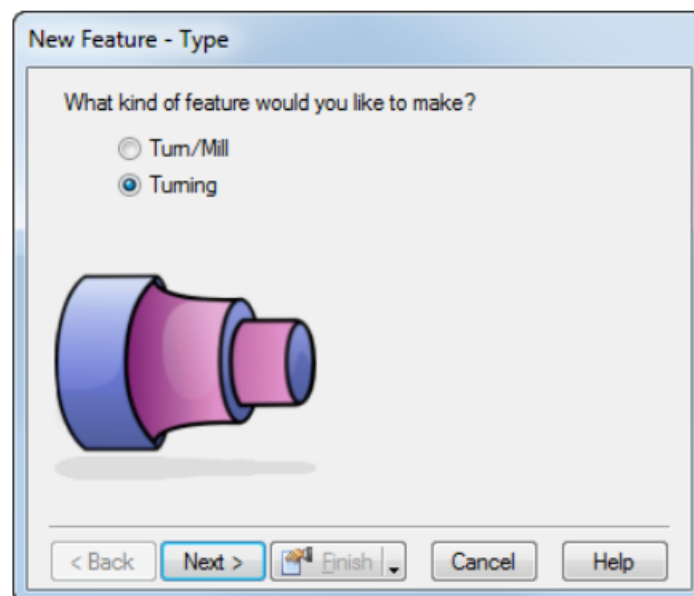 New Feature - Type
What kind of feature would you like to make?
Turn/Mill
Turning
< Back Next > Finish Cancel Help